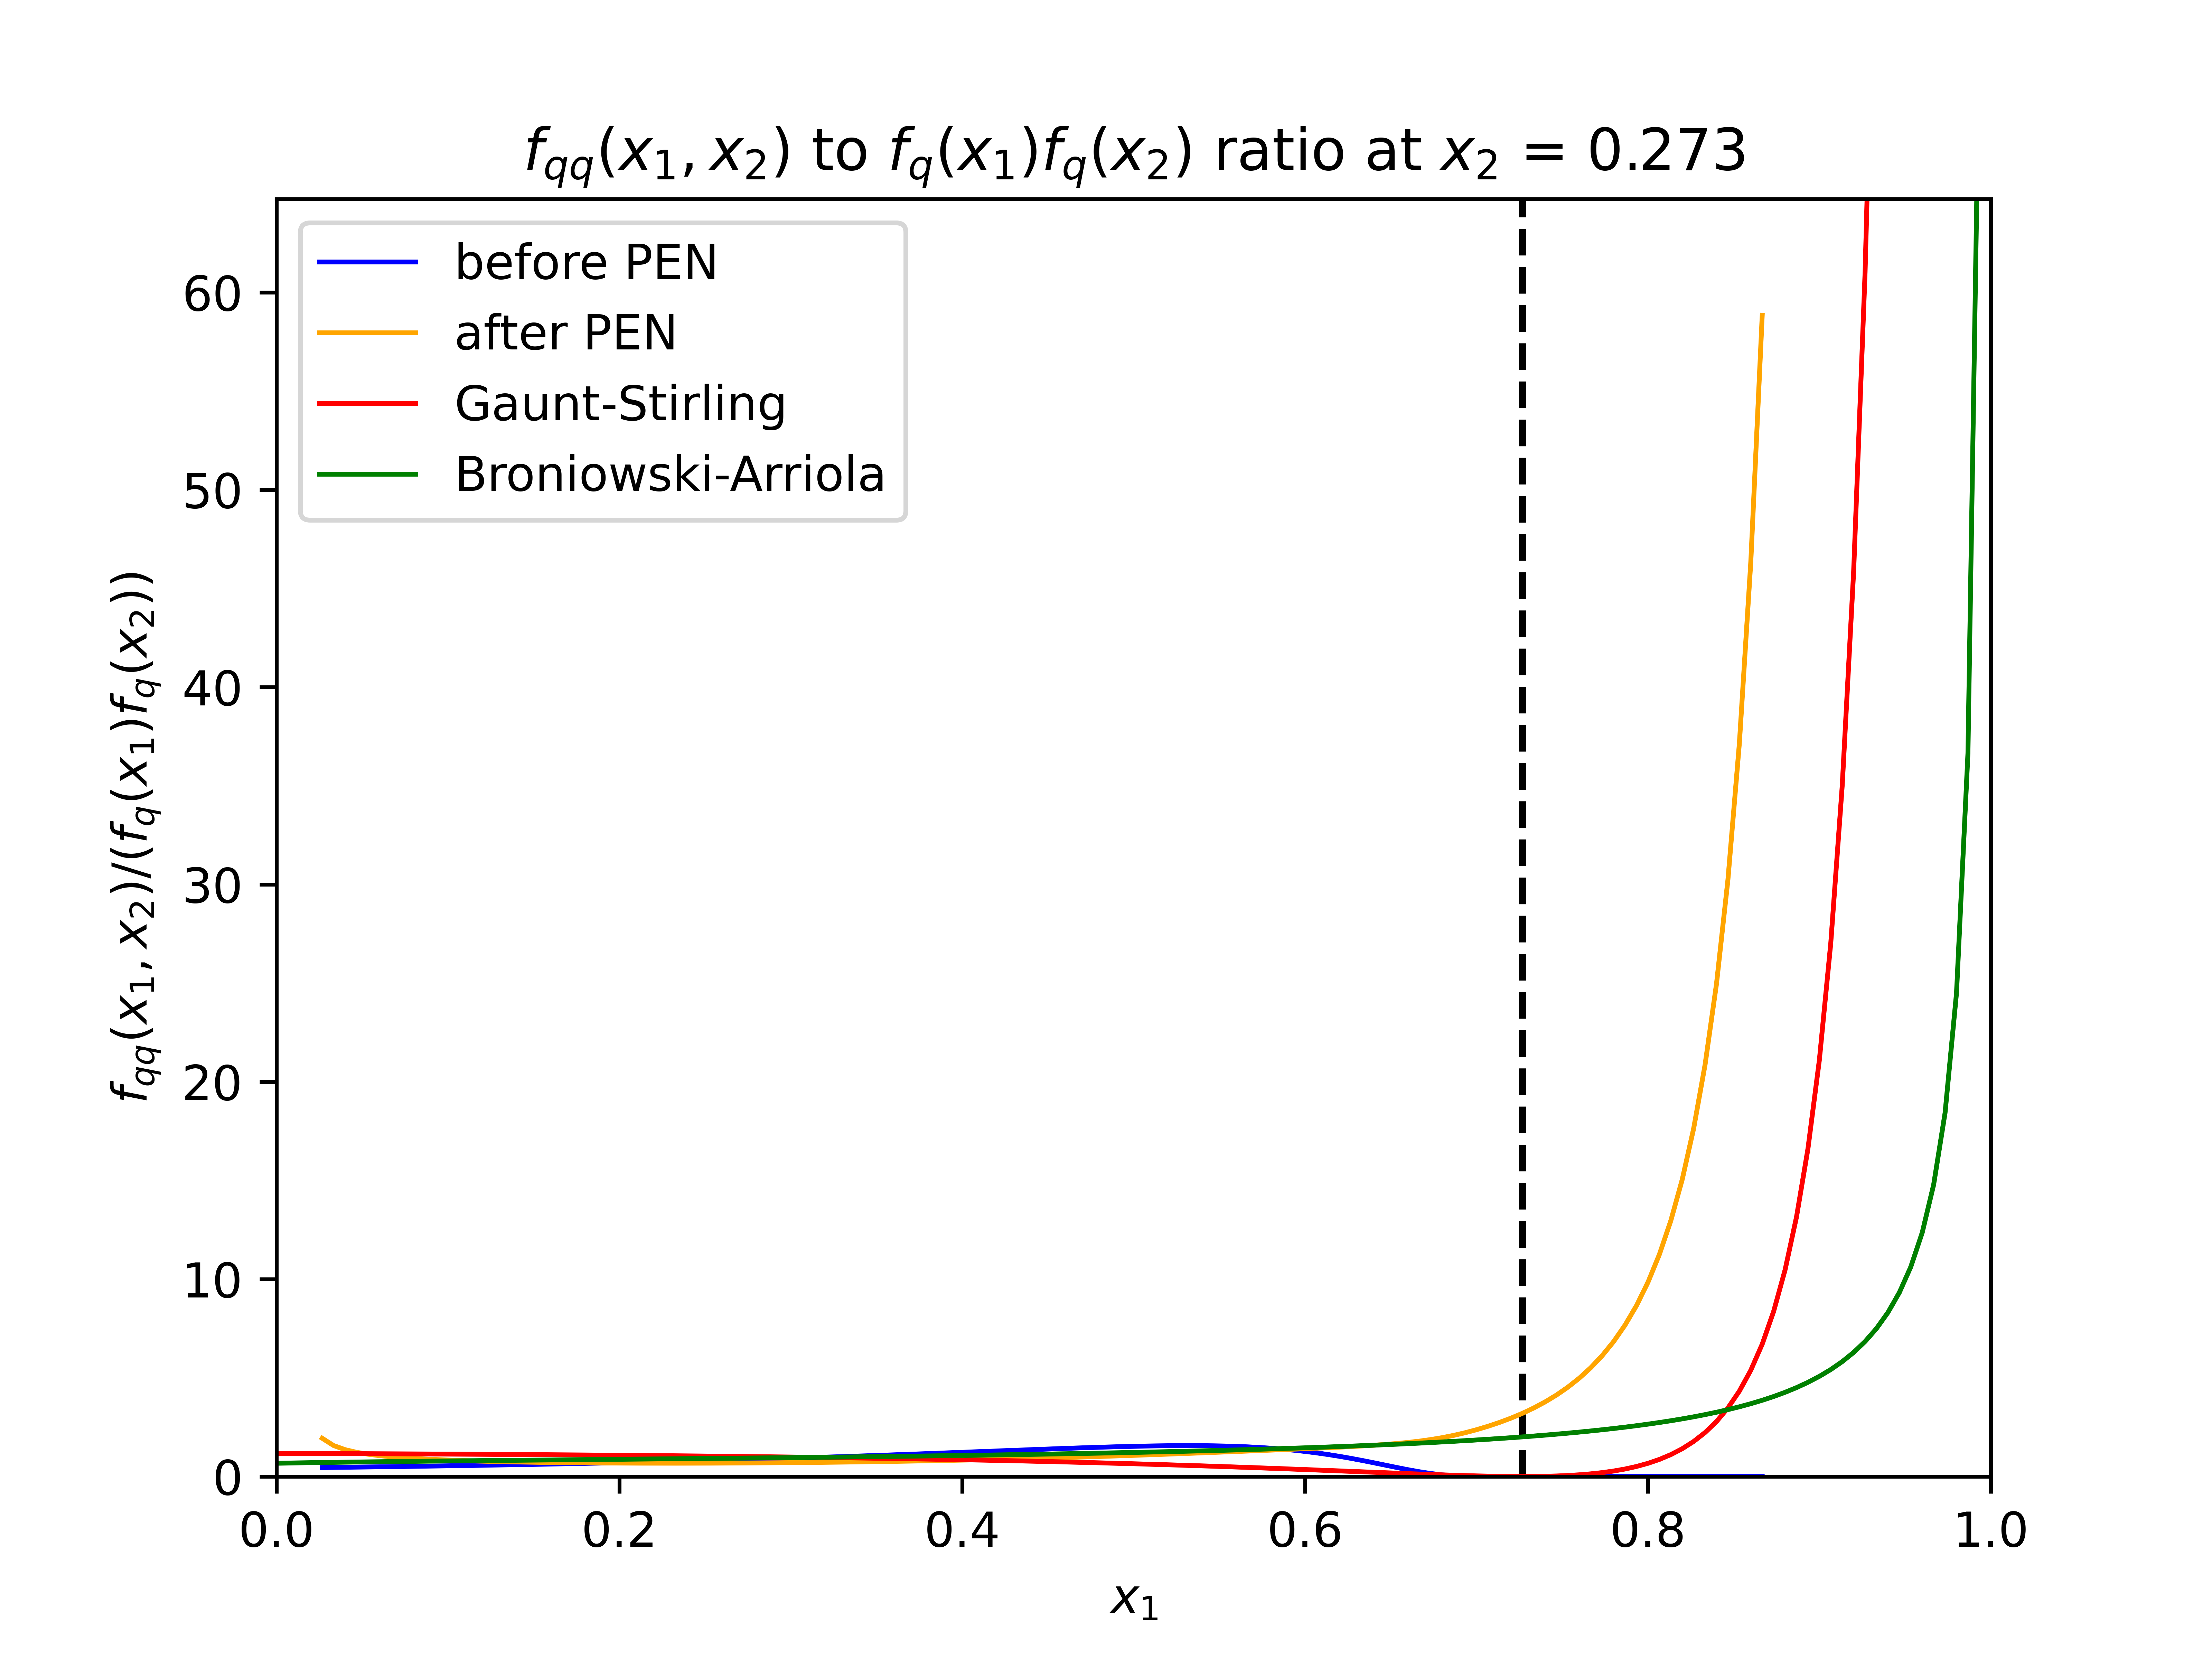 f_qq(x_1, x_2) to f_q(x_1)f_q(x_2) ratio at x_2 = 0.273
before PEN
after PEN
Gaunt-Stirling
Broniowski-Arriola
f_qq(x_1, x_2)/(f_q(x_1)f_q(x_2))
60
50
40
30
20
10
0
0.0 0.2 0.4 0.6 0.8 1.0
x_1